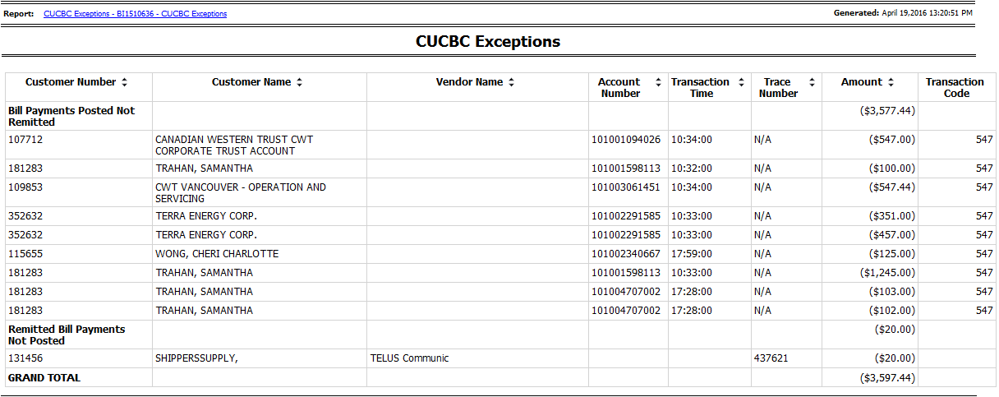 Report: CUCBC Exceptions - BI1510636 - CUCBC Exceptions Generated: April 19,2016 13:20:51 PM
CUCBC Exceptions
Customer Number Customer Name Vendor Name Account Number Transaction Time Trace Number Amount Transaction Code
Bill Payments Posted Not Remitted ($3,577.44)
107712 CANADIAN WESTERN TRUST CWT CORPORATE TRUST ACCOUNT 101001094026 10:34:00 N/A ($547.00) 547
181283 TRAHAN, SAMANTHA 101001598113 10:32:00 N/A ($100.00) 547
109853 CWT VANCOUVER - OPERATION AND SERVICING 101003061451 10:34:00 N/A ($547.44) 547
352632 TERRA ENERGY CORP. 101002291585 10:33:00 N/A ($351.00) 547
352632 TERRA ENERGY CORP. 101002291585 10:33:00 N/A ($457.00) 547
115655 WONG, CHERI CHARLOTTE 101002340667 17:59:00 N/A ($125.00) 547
181283 TRAHAN, SAMANTHA 101001598113 10:33:00 N/A ($1,245.00) 547
181283 TRAHAN, SAMANTHA 101004707002 17:28:00 N/A ($103.00) 547
181283 TRAHAN, SAMANTHA 101004707002 17:28:00 N/A ($102.00) 547
Remitted Bill Payments Not Posted ($20.00)
131456 SHIPPERSSUPPLY, TELUS Communic 437621 ($20.00)
GRAND TOTAL ($3,597.44)